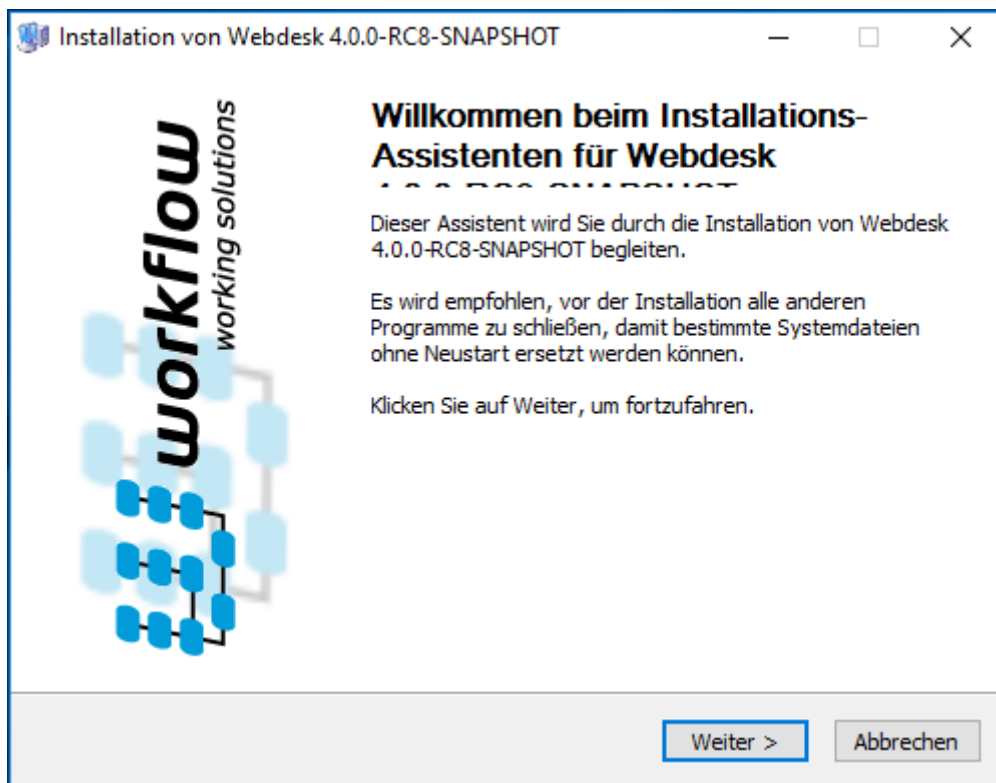 Installation von Webdesk 4.0.0-RC8-SNAPSHOT
workflow
working solutions
Willkommen beim Installations-
Assistenten für Webdesk
Dieser Assistent wird Sie durch die Installation von Webdesk
4.0.0-RC8-SNAPSHOT begleiten.
Es wird empfohlen, vor der Installation alle anderen
Programme zu schließen, damit bestimmte Systemdateien
ohne Neustart ersetzt werden können.
Klicken Sie auf Weiter, um fortzufahren.
Weiter >
Abbrechen